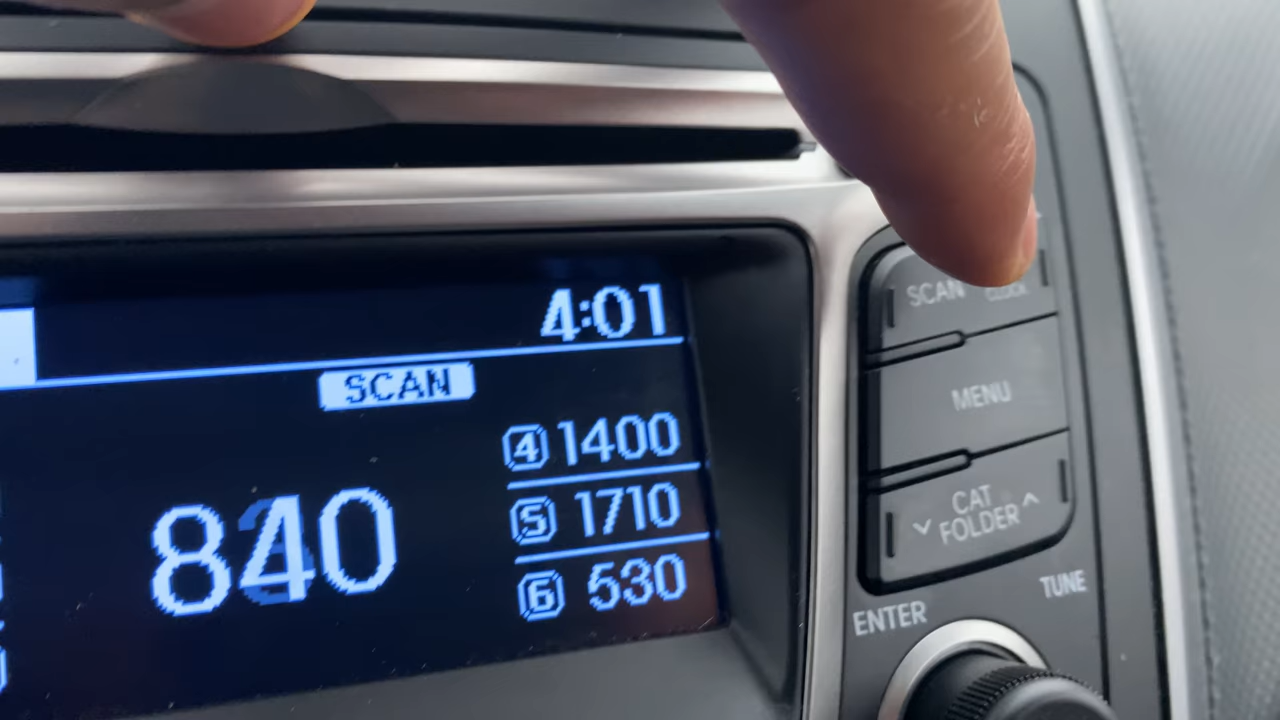 4:01
SCAN
840
4 1400
5 1710
6 530
SCAN CLOCK
MENU
CAT
FOLDER
TUNE
ENTER